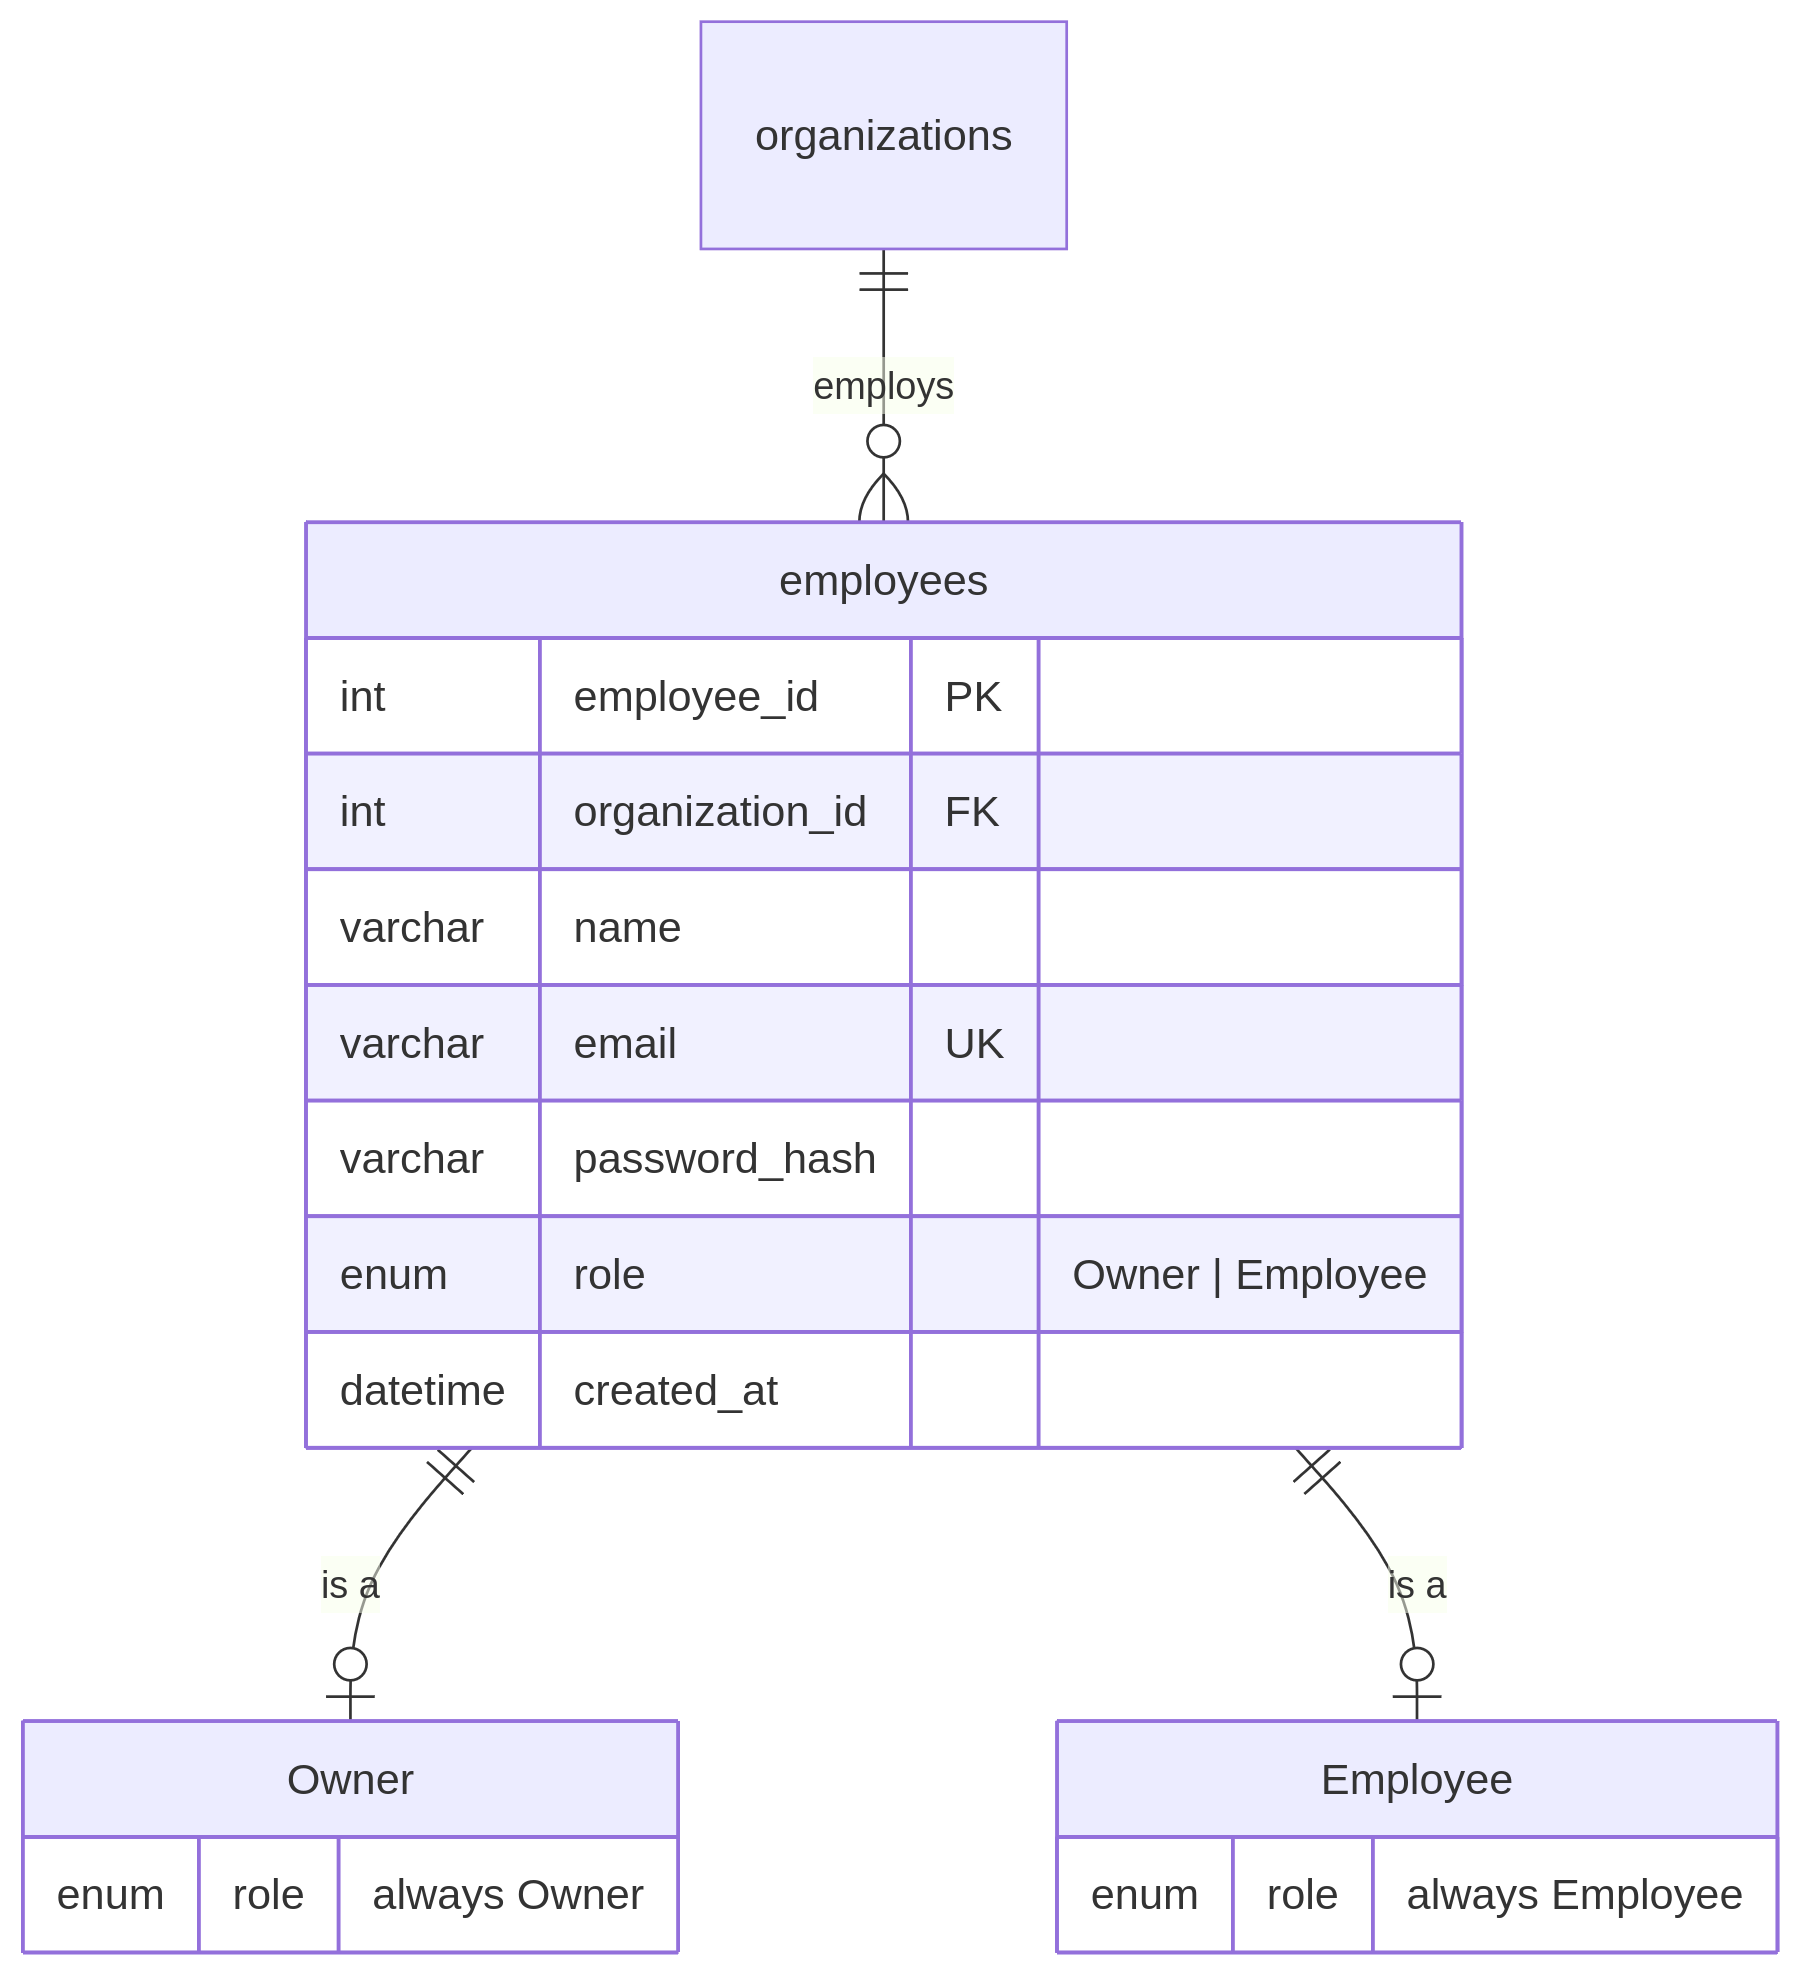 organizations
employs
employees
int employee_id PK
int organization_id FK
varchar name
varchar email UK
varchar password_hash
enum role Owner | Employee
datetime created_at
is a
is a
Owner
enum role always Owner
Employee
enum role always Employee